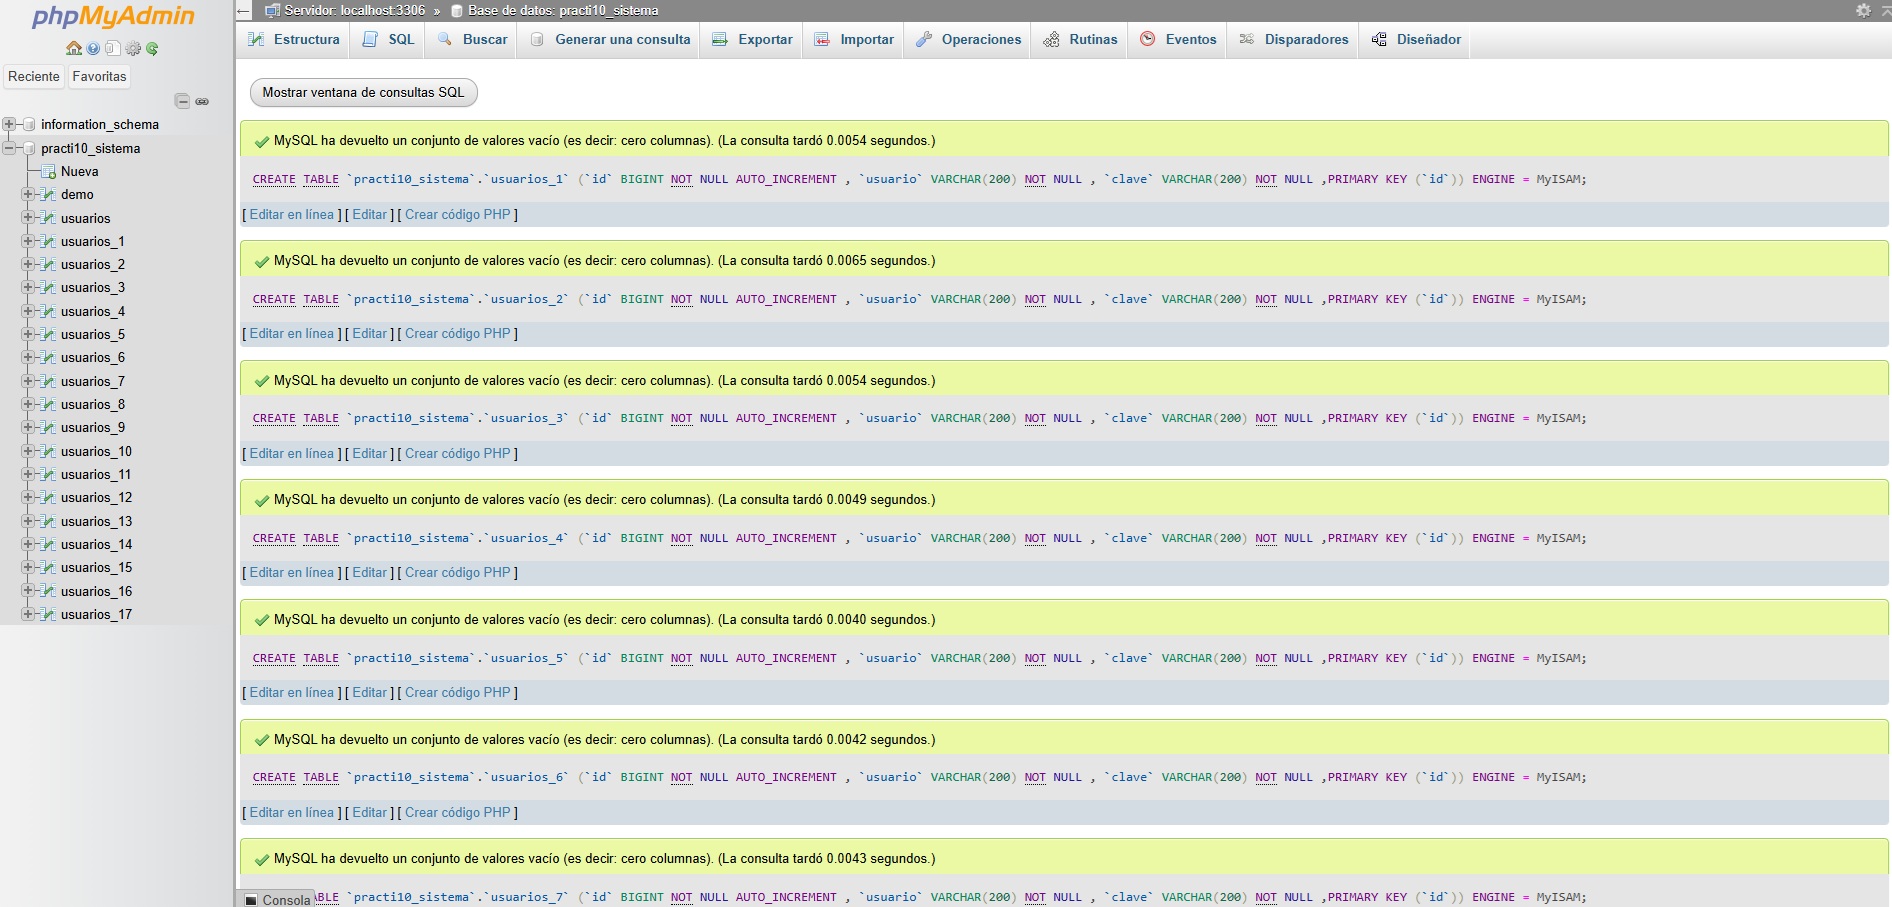 phpMyAdmin
Reciente Favoritas
information_schema
practi10_sistema
Nueva
demo
usuarios
usuarios_1
usuarios_2
usuarios_3
usuarios_4
usuarios_5
usuarios_6
usuarios_7
usuarios_8
usuarios_9
usuarios_10
usuarios_11
usuarios_12
usuarios_13
usuarios_14
usuarios_15
usuarios_16
usuarios_17
Servidor: localhost:3306 » Base de datos: practi10_sistema
Estructura SQL Buscar Generar una consulta Exportar Importar Operaciones Rutinas Eventos Disparadores Diseñador
Mostrar ventana de consultas SQL
MySQL ha devuelto un conjunto de valores vacío (es decir: cero columnas). (La consulta tardó 0.0054 segundos.)
CREATE TABLE `practi10_sistema`.`usuarios_1` (`id` BIGINT NOT NULL AUTO_INCREMENT , `usuario` VARCHAR(200) NOT NULL , `clave` VARCHAR(200) NOT NULL ,PRIMARY KEY (`id`)) ENGINE = MyISAM;
[ Editar en línea ] [ Editar ] [ Crear código PHP ]
MySQL ha devuelto un conjunto de valores vacío (es decir: cero columnas). (La consulta tardó 0.0065 segundos.)
CREATE TABLE `practi10_sistema`.`usuarios_2` (`id` BIGINT NOT NULL AUTO_INCREMENT , `usuario` VARCHAR(200) NOT NULL , `clave` VARCHAR(200) NOT NULL ,PRIMARY KEY (`id`)) ENGINE = MyISAM;
[ Editar en línea ] [ Editar ] [ Crear código PHP ]
MySQL ha devuelto un conjunto de valores vacío (es decir: cero columnas). (La consulta tardó 0.0054 segundos.)
CREATE TABLE `practi10_sistema`.`usuarios_3` (`id` BIGINT NOT NULL AUTO_INCREMENT , `usuario` VARCHAR(200) NOT NULL , `clave` VARCHAR(200) NOT NULL ,PRIMARY KEY (`id`)) ENGINE = MyISAM;
[ Editar en línea ] [ Editar ] [ Crear código PHP ]
MySQL ha devuelto un conjunto de valores vacío (es decir: cero columnas). (La consulta tardó 0.0049 segundos.)
CREATE TABLE `practi10_sistema`.`usuarios_4` (`id` BIGINT NOT NULL AUTO_INCREMENT , `usuario` VARCHAR(200) NOT NULL , `clave` VARCHAR(200) NOT NULL ,PRIMARY KEY (`id`)) ENGINE = MyISAM;
[ Editar en línea ] [ Editar ] [ Crear código PHP ]
MySQL ha devuelto un conjunto de valores vacío (es decir: cero columnas). (La consulta tardó 0.0040 segundos.)
CREATE TABLE `practi10_sistema`.`usuarios_5` (`id` BIGINT NOT NULL AUTO_INCREMENT , `usuario` VARCHAR(200) NOT NULL , `clave` VARCHAR(200) NOT NULL ,PRIMARY KEY (`id`)) ENGINE = MyISAM;
[ Editar en línea ] [ Editar ] [ Crear código PHP ]
MySQL ha devuelto un conjunto de valores vacío (es decir: cero columnas). (La consulta tardó 0.0042 segundos.)
CREATE TABLE `practi10_sistema`.`usuarios_6` (`id` BIGINT NOT NULL AUTO_INCREMENT , `usuario` VARCHAR(200) NOT NULL , `clave` VARCHAR(200) NOT NULL ,PRIMARY KEY (`id`)) ENGINE = MyISAM;
[ Editar en línea ] [ Editar ] [ Crear código PHP ]
MySQL ha devuelto un conjunto de valores vacío (es decir: cero columnas). (La consulta tardó 0.0043 segundos.)
Consola ABLE `practi10_sistema`.`usuarios_7` (`id` BIGINT NOT NULL AUTO_INCREMENT , `usuario` VARCHAR(200) NOT NULL , `clave` VARCHAR(200) NOT NULL ,PRIMARY KEY (`id`)) ENGINE = MyISAM;